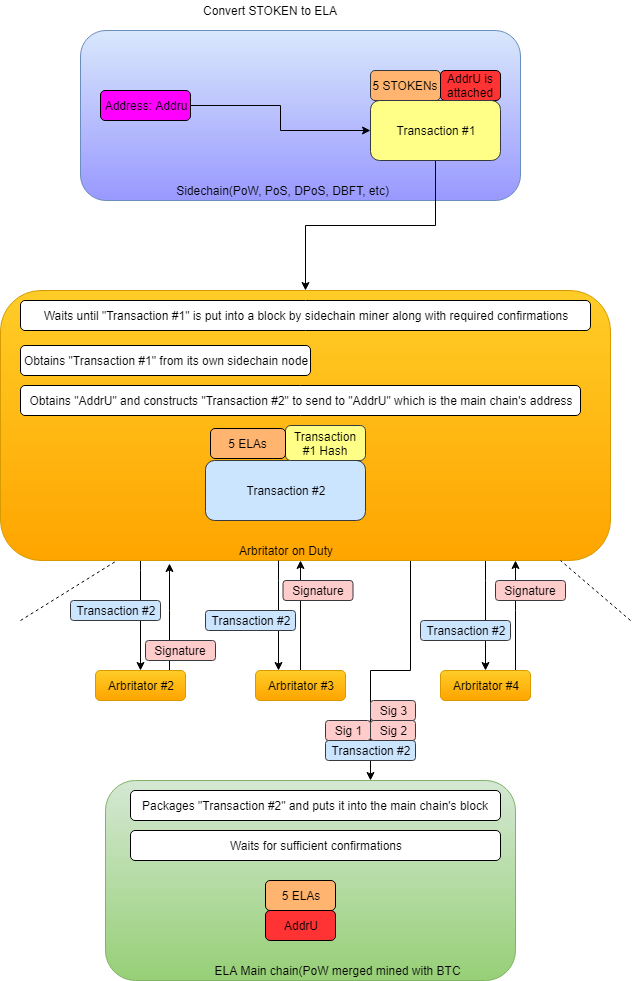 Convert STOKEN to ELA
5 STOKENs
AddrU is
attached
Address: Addru
Transaction #1
Sidechain(PoW, PoS, DPoS, DBFT, etc)
Waits until "Transaction #1" is put into a block by sidechain miner along with required confirmations
Obtains "Transaction #1" from its own sidechain node
Obtains "AddrU" and constructs "Transaction #2" to send to "AddrU" which is the main chain's address
5 ELAs
Transaction
#1 Hash
Transaction #2
Arbritator on Duty
Transaction #2
Signature
Arbritator #2
Transaction #2
Signature
Arbritator #3
Transaction #2
Signature
Arbritator #4
Sig 3
Sig 1
Sig 2
Transaction #2
Packages "Transaction #2" and puts it into the main chain's block
Waits for sufficient confirmations
5 ELAs
AddrU
ELA Main chain(PoW merged mined with BTC